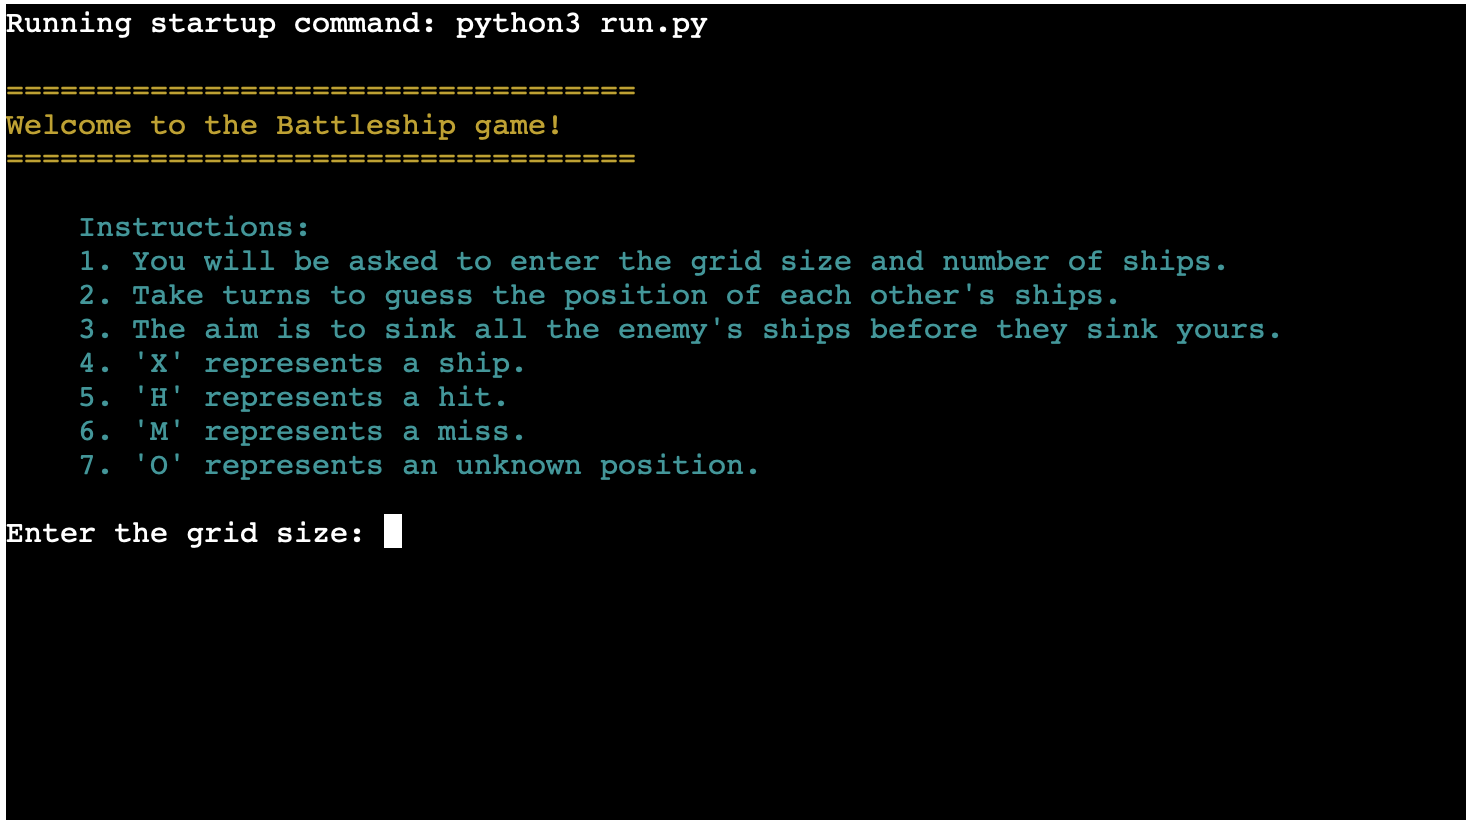 Running startup command: python3 run.py
===================================
Welcome to the Battleship game!
===================================
Instructions:
1. You will be asked to enter the grid size and number of ships.
2. Take turns to guess the position of each other's ships.
3. The aim is to sink all the enemy's ships before they sink yours.
4. 'X' represents a ship.
5. 'H' represents a hit.
6. 'M' represents a miss.
7. 'O' represents an unknown position.
Enter the grid size: